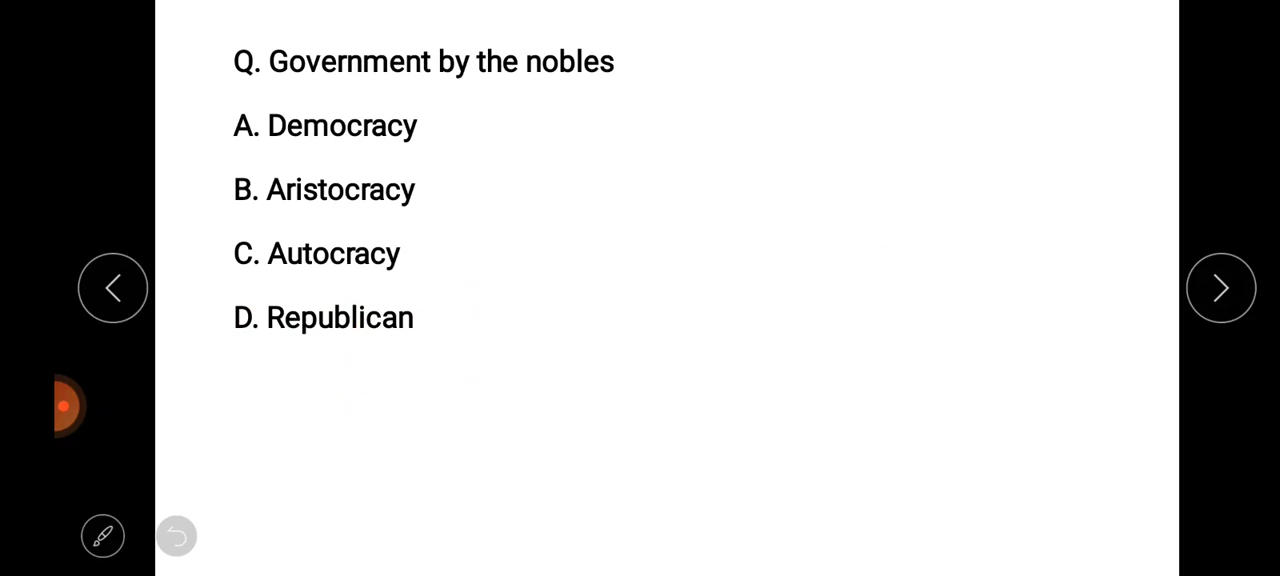 Q. Government by the nobles
A. Democracy
B. Aristocracy
C. Autocracy
D. Republican